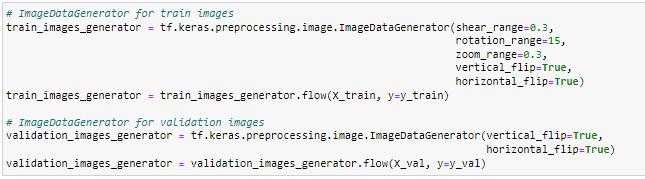 # ImageDataGenerator for train images
train_images_generator = tf.keras.preprocessing.image.ImageDataGenerator(shear_range=0.3,
rotation_range=15,
zoom_range=0.3,
vertical_flip=True,
horizontal_flip=True)
train_images_generator = train_images_generator.flow(X_train, y=y_train)
# ImageDataGenerator for validation images
validation_images_generator = tf.keras.preprocessing.image.ImageDataGenerator(vertical_flip=True,
horizontal_flip=True)
validation_images_generator = validation_images_generator.flow(X_val, y=y_val)